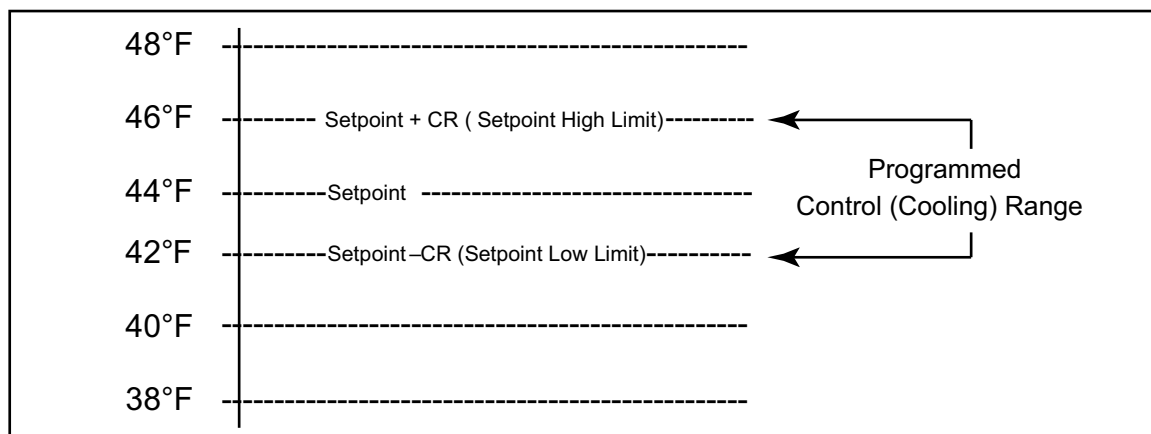 48°F
46°F Setpoint + CR ( Setpoint High Limit)
44°F Setpoint
42°F Setpoint–CR (Setpoint Low Limit)
40°F
38°F
Programmed
Control (Cooling) Range